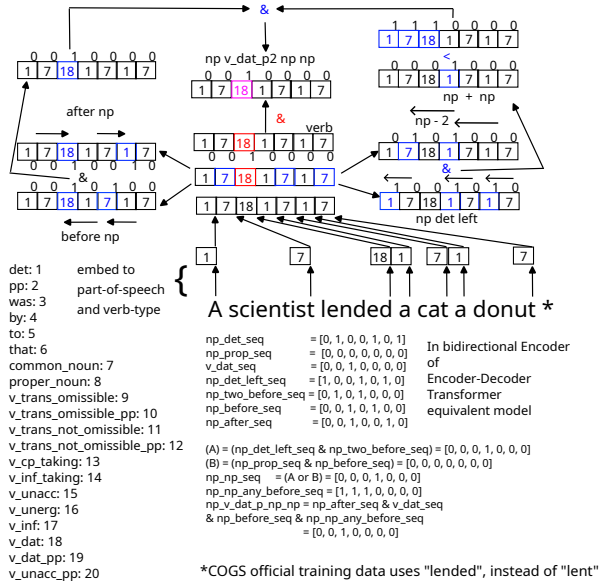 &
0 0 1 0 0 0 0
1 7 18 1 7 1 7
np v_dat_p2 np np
0 0 1 0 0 0 0
1 7 18 1 7 1 7
1 1 1 0 0 0 0
1 7 18 1 7 1 7
<
0 0 0 1 0 0 0
1 7 18 1 7 1 7
np + np
after np
&
verb
1 7 18 1 7 1 7
0 0 1 0 0 0 0
np - 2
1 7 18 1 7 1 7
0 0 1 0 0 1 0
&
0 0 1 0 1 0 0
1 7 18 1 7 1 7
before np
1 7 18 1 7 1 7
1 7 18 1 7 1 7
0 1 0 1 0 0 0
1 7 18 1 7 1 7
&
1 0 0 1 0 1 0
1 7 18 1 7 1 7
np det left
1 7 18 1 7 1 7
A scientist lended a cat a donut *
embed to
part-of-speech
and verb-type
{
det: 1
pp: 2
was: 3
by: 4
to: 5
that: 6
common_noun: 7
proper_noun: 8
v_trans_omissible: 9
v_trans_omissible_pp: 10
v_trans_not_omissible: 11
v_trans_not_omissible_pp: 12
v_cp_taking: 13
v_inf_taking: 14
v_unacc: 15
v_unerg: 16
v_inf: 17
v_dat: 18
v_dat_pp: 19
v_unacc_pp: 20
np_det_seq = [0, 1, 0, 0, 1, 0, 1]
np_prop_seq = [0, 0, 0, 0, 0, 0, 0]
v_dat_seq = [0, 0, 1, 0, 0, 0, 0]
np_det_left_seq = [1, 0, 0, 1, 0, 1, 0]
np_two_before_seq = [0, 1, 0, 1, 0, 0, 0]
np_before_seq = [0, 0, 1, 0, 1, 0, 0]
np_after_seq = [0, 0, 1, 0, 0, 1, 0]
In bidirectional Encoder
of
Encoder-Decoder
Transformer
equivalent model
(A) = (np_det_left_seq & np_two_before_seq) = [0, 0, 0, 1, 0, 0, 0]
(B) = (np_prop_seq & np_before_seq) = [0, 0, 0, 0, 0, 0, 0]
np_np_seq = (A or B) = [0, 0, 0, 1, 0, 0, 0]
np_np_any_before_seq = [1, 1, 1, 0, 0, 0, 0]
np_v_dat_p_np_np = np_after_seq & v_dat_seq
& np_before_seq & np_np_any_before_seq
= [0, 0, 1, 0, 0, 0, 0]
*COGS official training data uses "lended", instead of "lent"